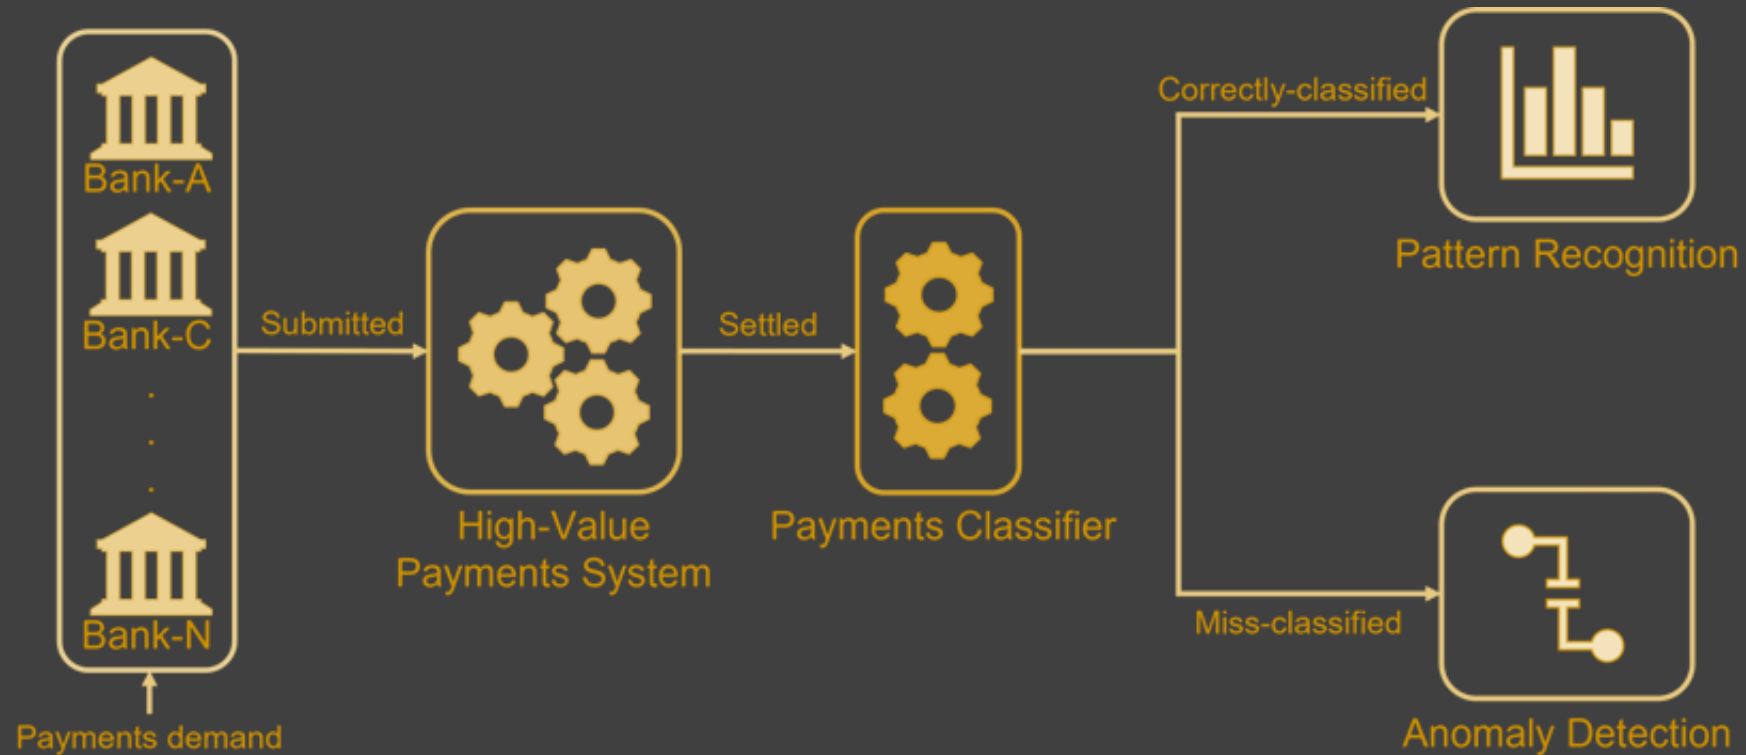 Bank-A
Bank-C
.
.
.
Bank-N
Payments demand
Submitted
High-Value
Payments System
Settled
Payments Classifier
Correctly-classified
Pattern Recognition
Miss-classified
Anomaly Detection